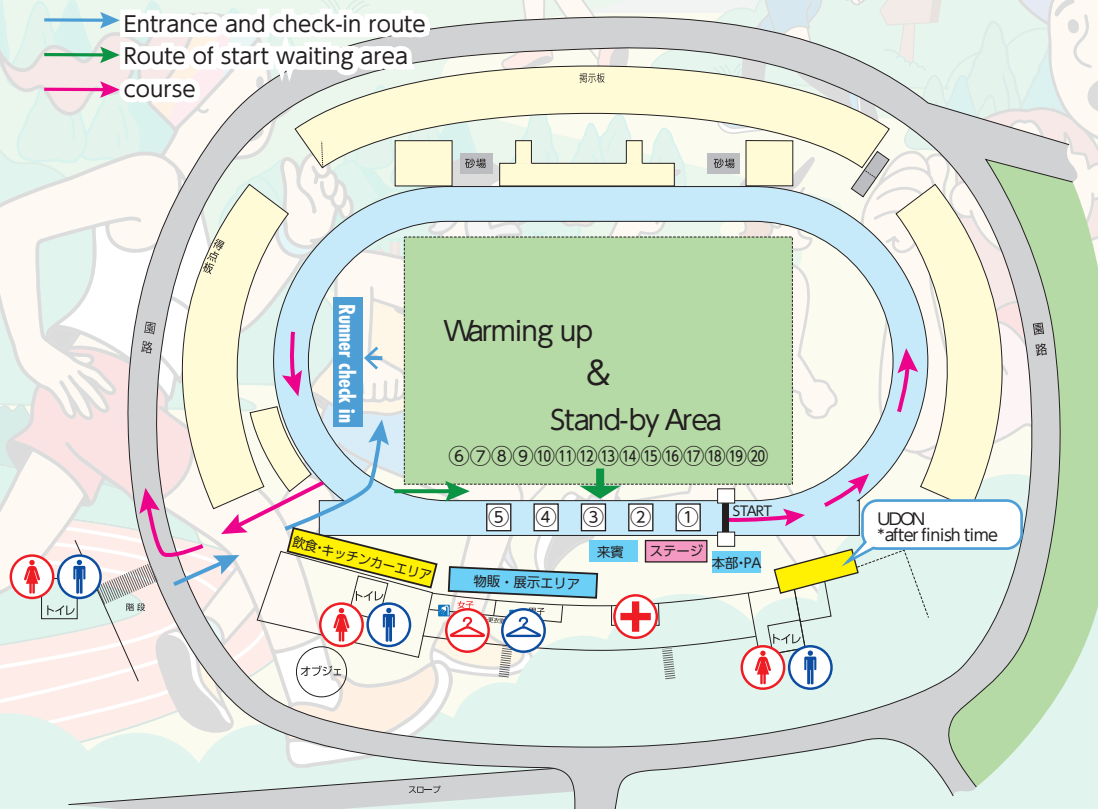 Entrance and check-in route
Route of start waiting area
course
掲示板
砂場
砂場
得点板
園路
園路
Runner check in
Warming up
&
Stand-by Area
⑥⑦⑧⑨⑩⑪⑫⑬⑭⑮⑯⑰⑱⑲⑳
⑤ ④ ③ ② ①
START
UDON
*after finish time
来賓
ステージ
本部・PA
飲食・キッチンカーエリア
物販・展示エリア
トイレ
階段
トイレ
女子
トイレ
オブジェ
スロープ